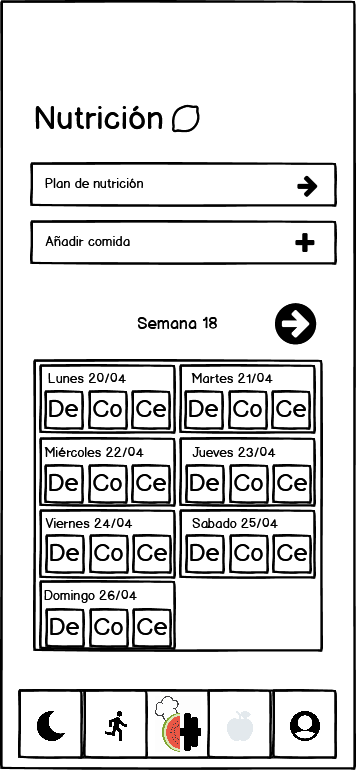 Nutrición
Plan de nutrición
Añadir comida
Semana 18
Lunes 20/04
De Co Ce
Martes 21/04
De Co Ce
Miércoles 22/04
De Co Ce
Jueves 23/04
De Co Ce
Viernes 24/04
De Co Ce
Sabado 25/04
De Co Ce
Domingo 26/04
De Co Ce